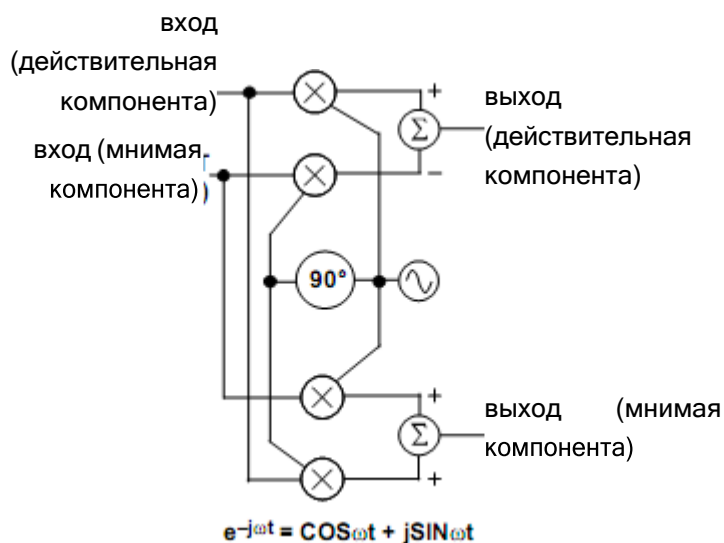 вход
(действительная
компонента)
вход (мнимая
компонента)
выход
(действительная
компонента)
+
Σ
−
90°
+
Σ
+
выход (мнимая
компонента)
e−jωt = COSωt + jSINωt